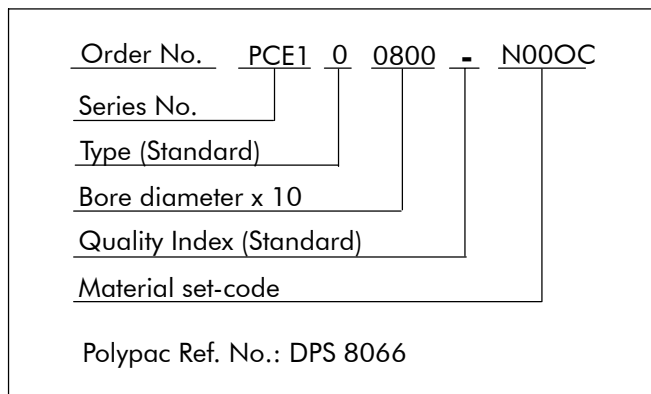 Order No. PCE1 0 0800 - N00OC
Series No.
Type (Standard)
Bore diameter x 10
Quality Index (Standard)
Material set-code
Polypac Ref. No.: DPS 8066